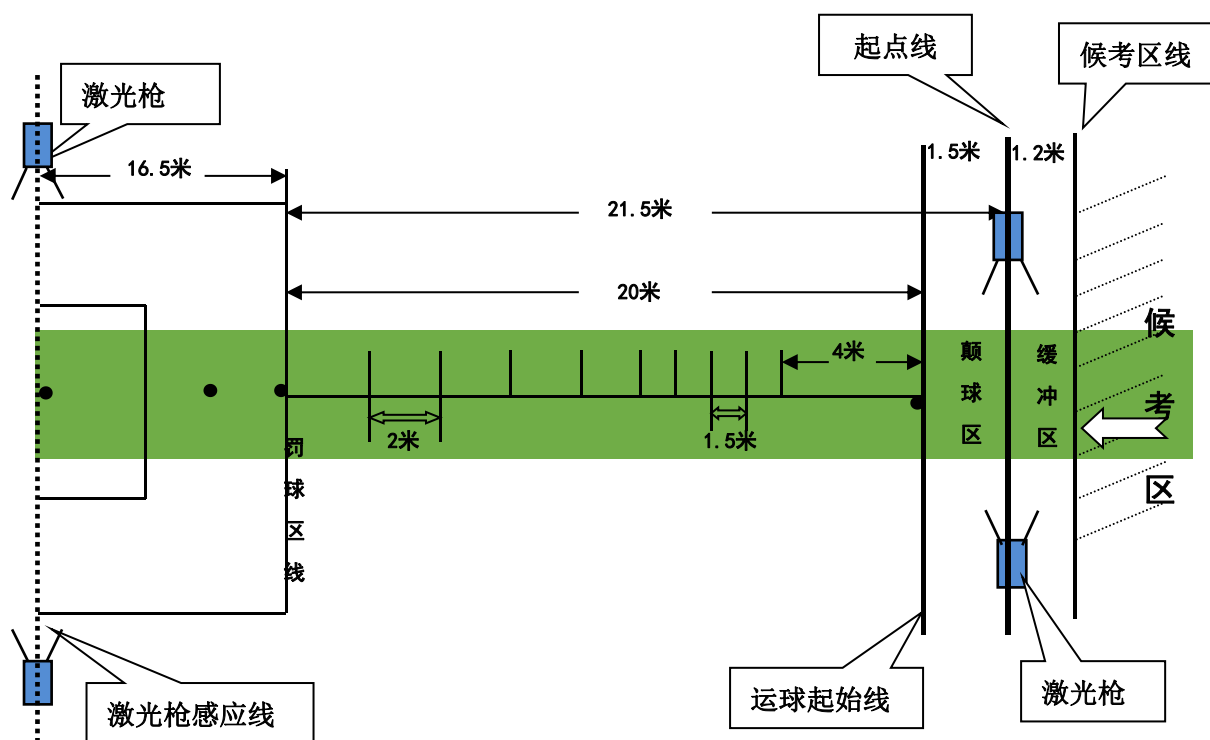 起点线
候考区线
激光枪
1.5米
1.2米
16.5米
21.5米
20米
候考区
4米
颠球区
缓冲区
2米
1.5米
罚球区线
激光枪感应线
运球起始线
激光枪